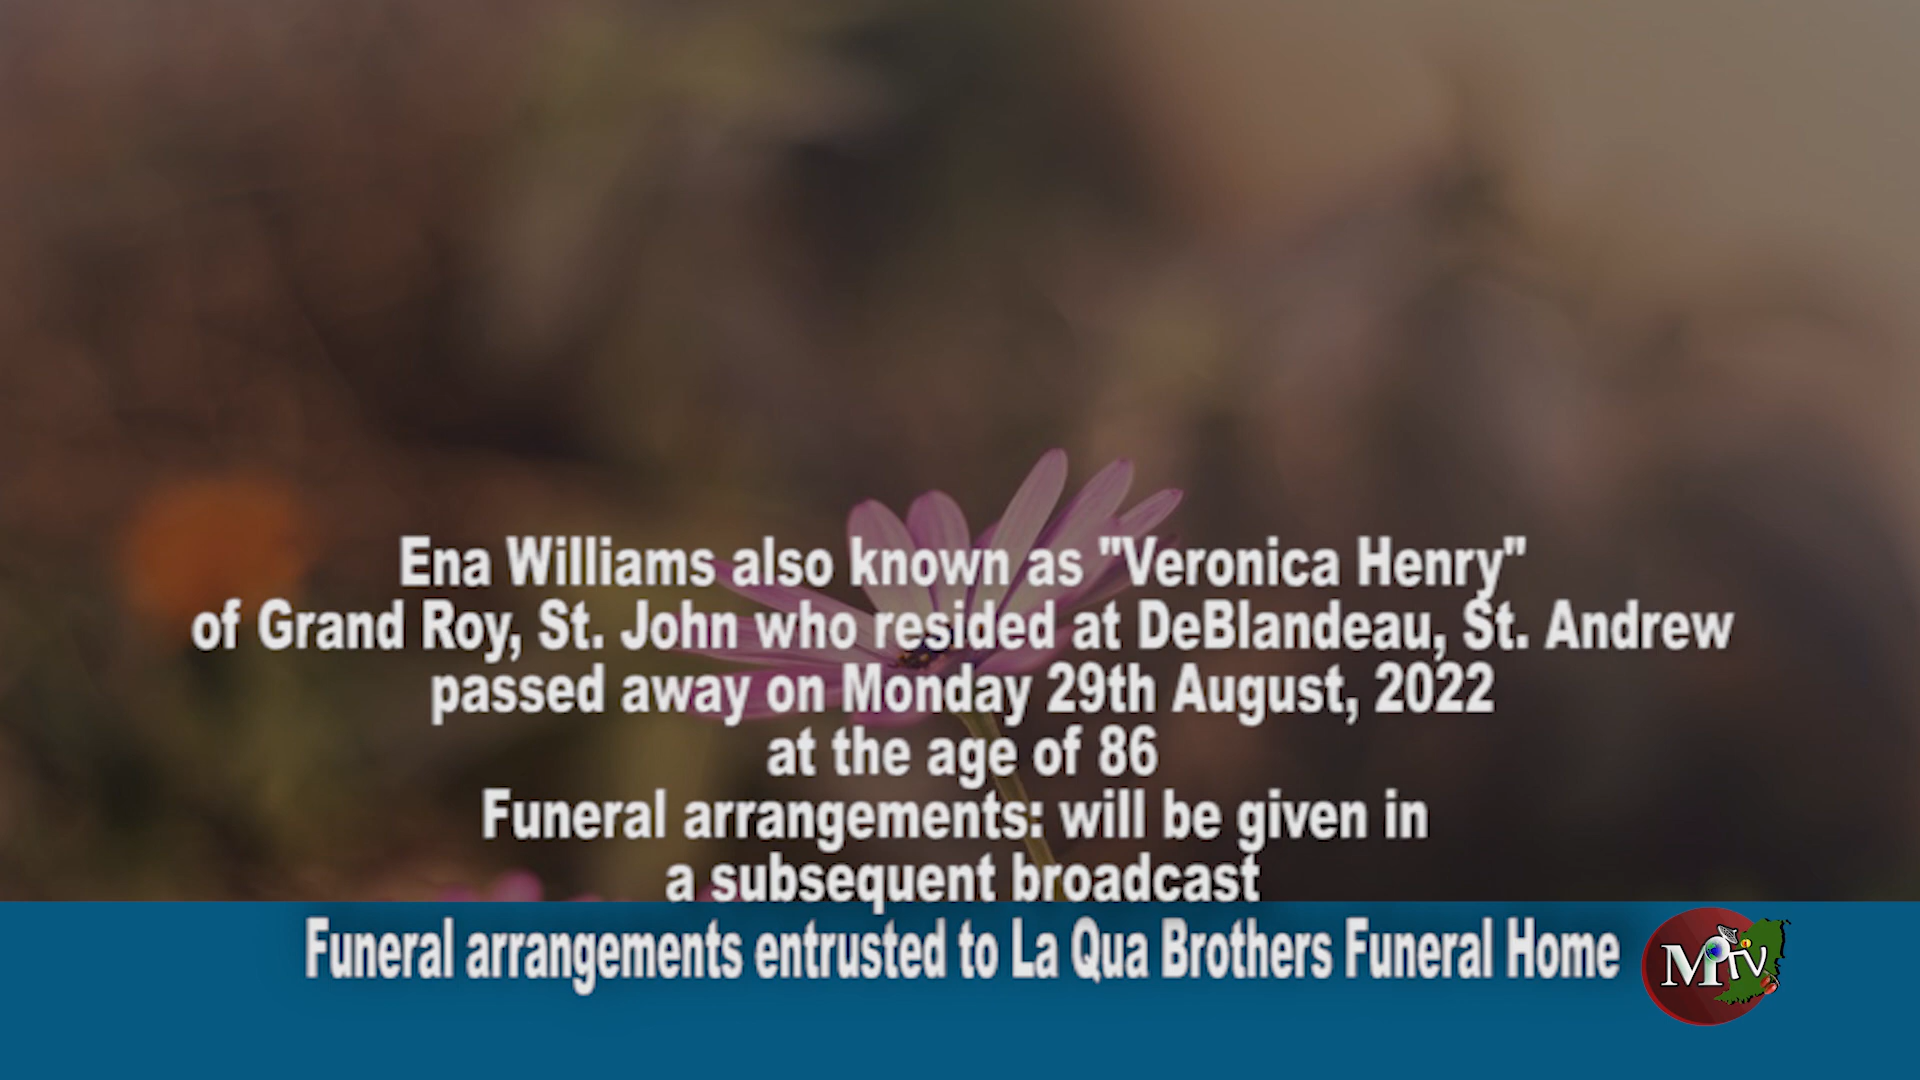 Ena Williams also known as "Veronica Henry"
of Grand Roy, St. John who resided at DeBlandeau, St. Andrew
passed away on Monday 29th August, 2022
at the age of 86
Funeral arrangements: will be given in
a subsequent broadcast
Funeral arrangements entrusted to La Qua Brothers Funeral Home
MTV